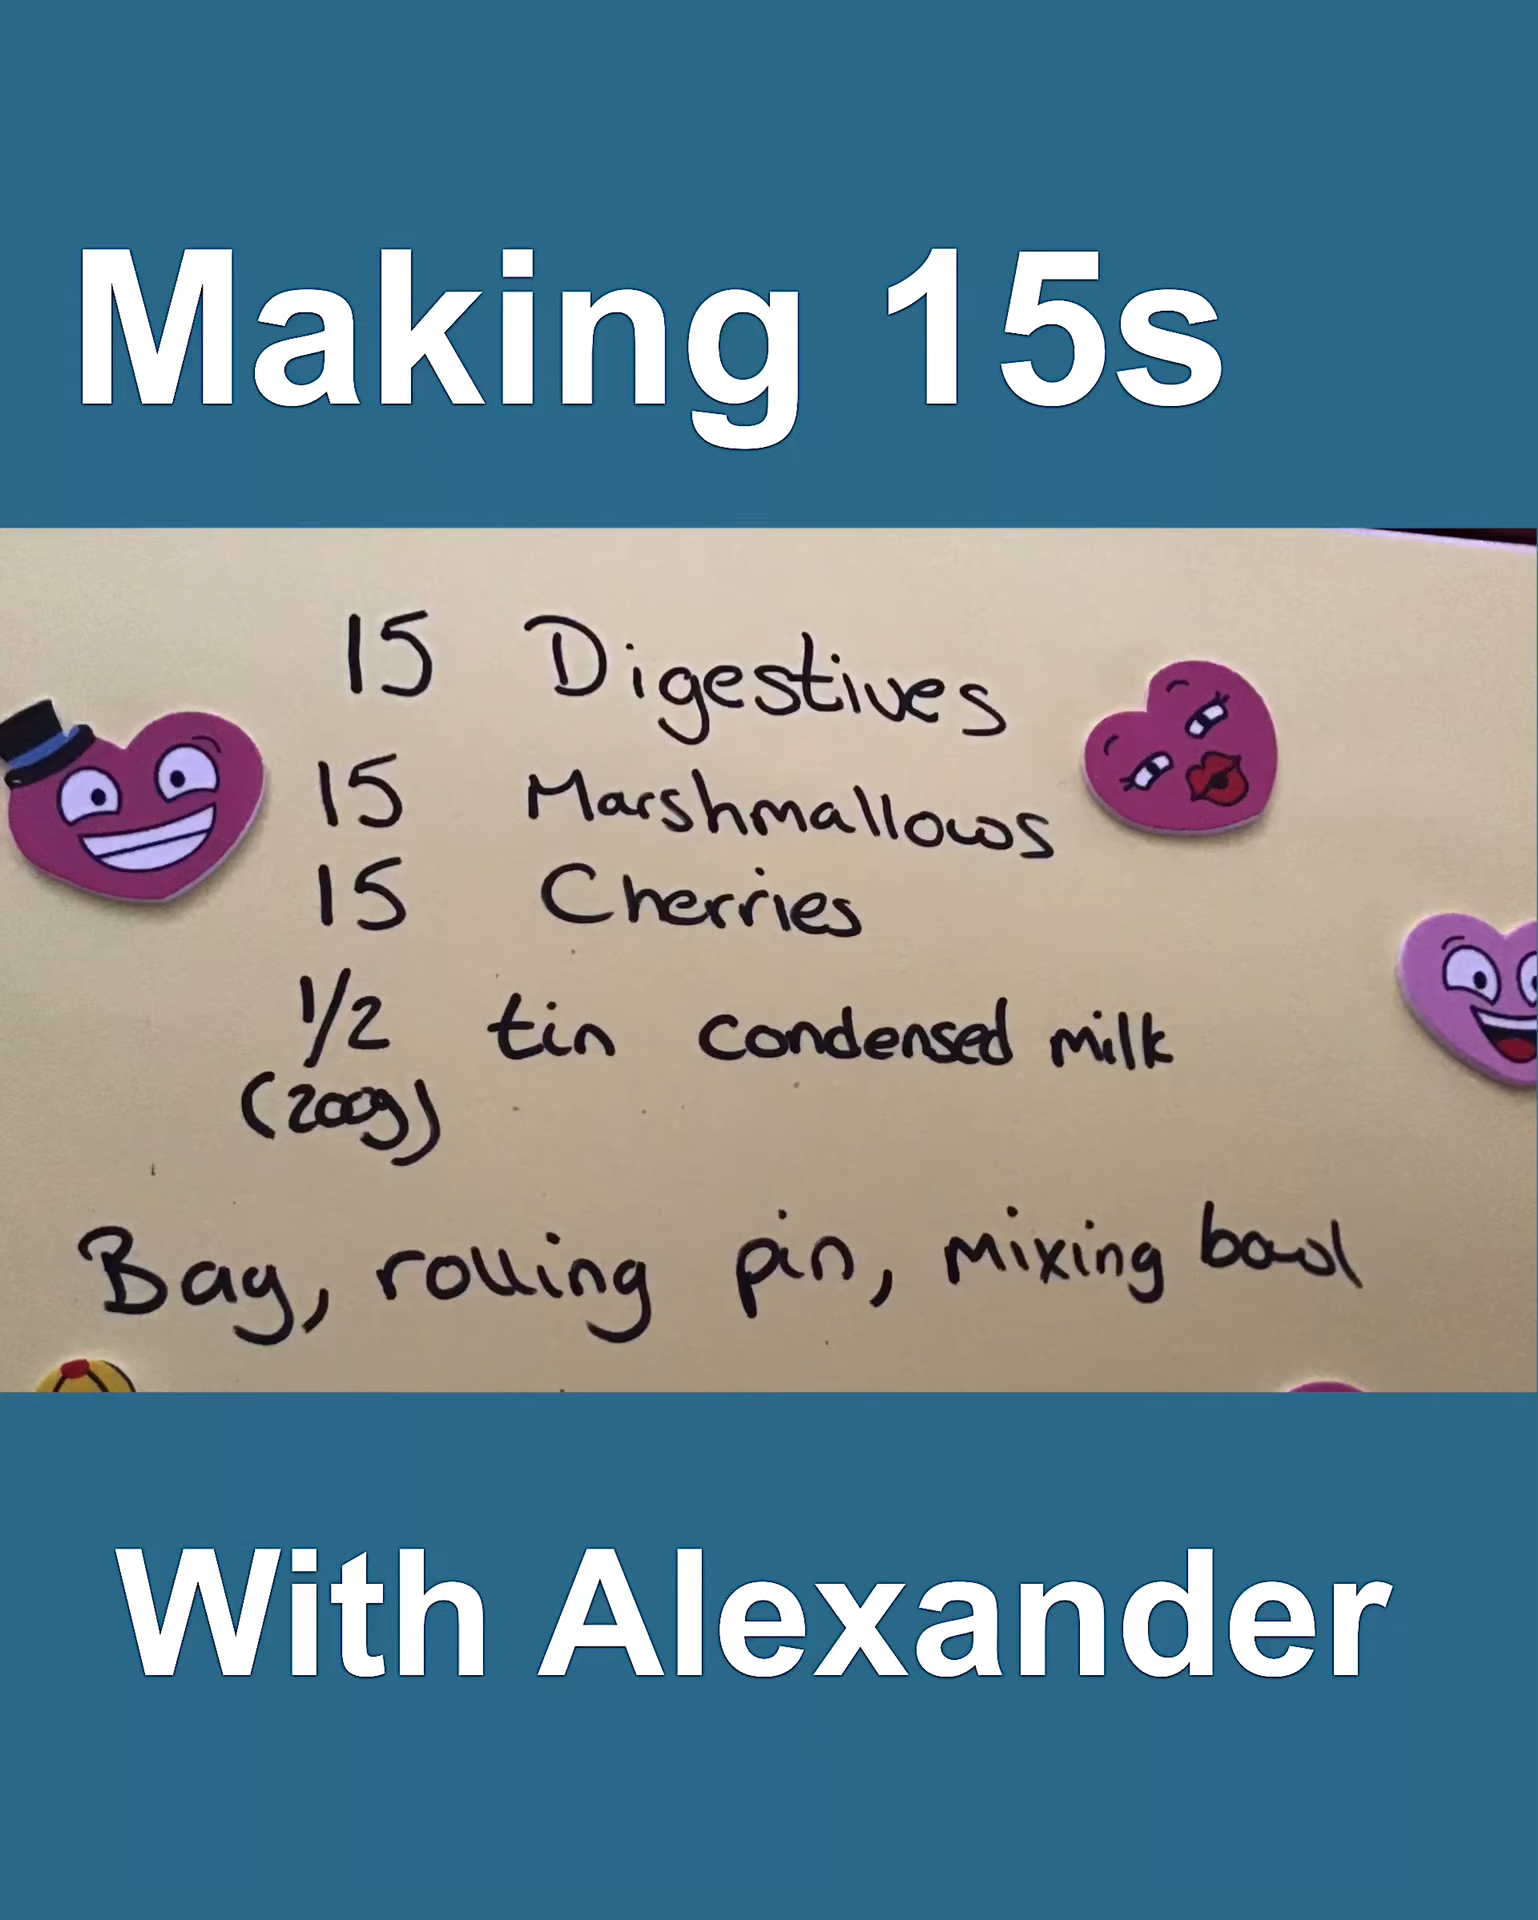 Making 15s
15 Digestives
15 Marshmallows
15 Cherries
1/2 tin condensed milk
(200g)
Bag, rolling pin, mixing bowl
With Alexander